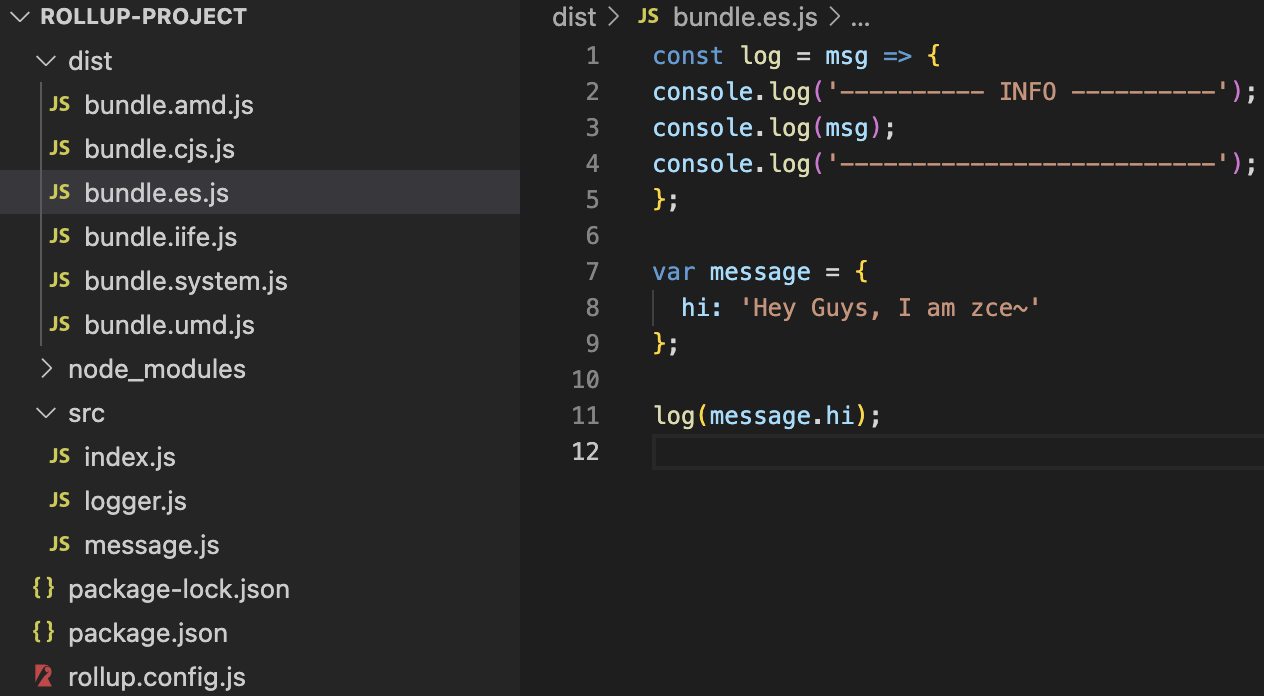 ROLLUP-PROJECT
dist
JS bundle.amd.js
JS bundle.cjs.js
JS bundle.es.js
JS bundle.iife.js
JS bundle.system.js
JS bundle.umd.js
node_modules
src
JS index.js
JS logger.js
JS message.js
{} package-lock.json
{} package.json
rollup.config.js
dist > JS bundle.es.js > ...
1 const log = msg => {
2 console.log('---------- INFO ----------');
3 console.log(msg);
4 console.log('--------------------------');
5 };
6
7 var message = {
8 hi: 'Hey Guys, I am zce~'
9 };
10
11 log(message.hi);
12